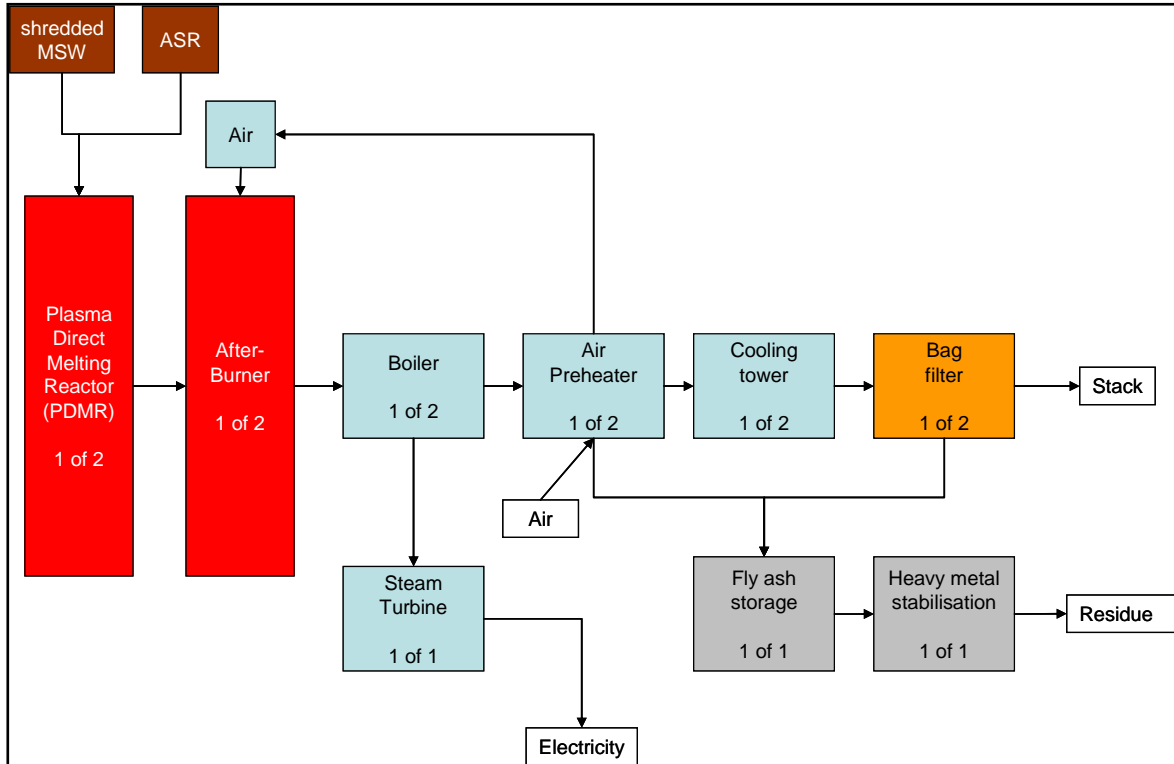 shredded
MSW
ASR
Air
Plasma
Direct
Melting
Reactor
(PDMR)
1 of 2
After-
Burner
1 of 2
Boiler
1 of 2
Air
Preheater
1 of 2
Cooling
tower
1 of 2
Bag
filter
1 of 2
Stack
Air
Steam
Turbine
1 of 1
Fly ash
storage
1 of 1
Heavy metal
stabilisation
1 of 1
Residue
Electricity